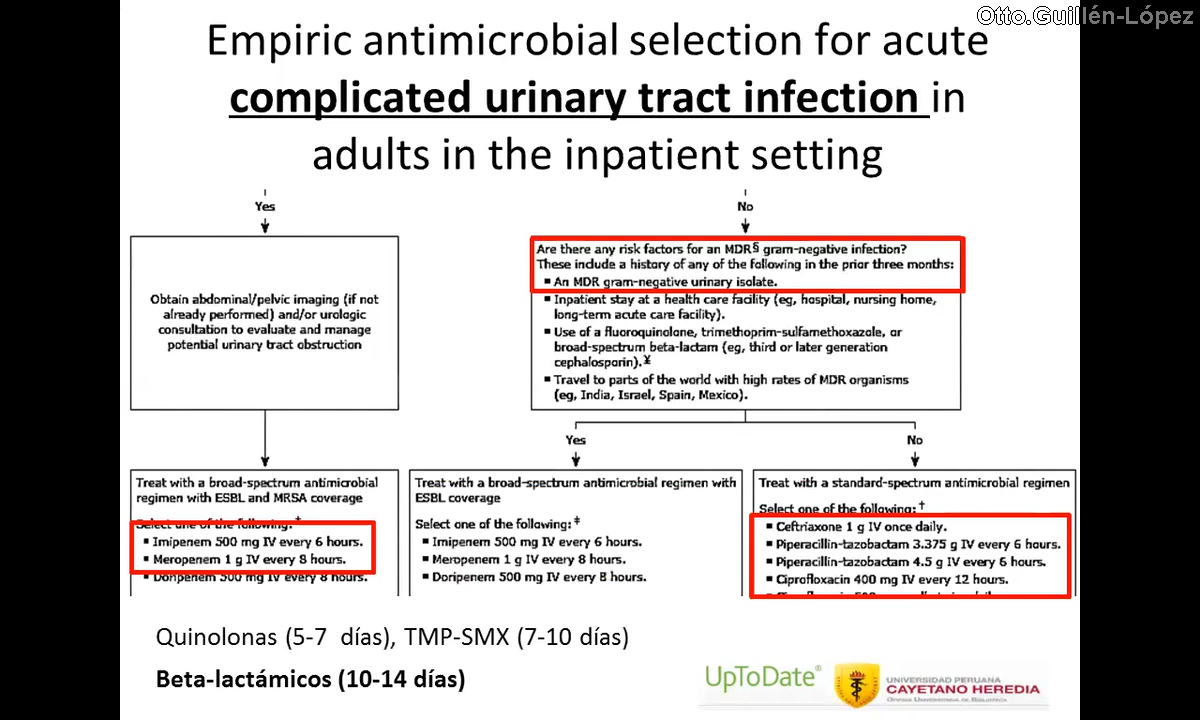 Otto.Guillén-López
Empiric antimicrobial selection for acute
complicated urinary tract infection in
adults in the inpatient setting
Yes
No
Obtain abdominal/pelvic imaging (if not
already performed) and/or urologic
consultation to evaluate and manage
potential urinary tract obstruction
Are there any risk factors for an MDR§ gram-negative infection?
These include a history of any of the following in the prior three months:
▪ An MDR gram-negative urinary isolate.
▪ Inpatient stay at a health care facility (eg, hospital, nursing home,
long-term acute care facility).
▪ Use of a fluoroquinolone, trimethoprim-sulfamethoxazole, or
broad-spectrum beta-lactam (eg, third or later generation
cephalosporin).¥
▪ Travel to parts of the world with high rates of MDR organisms
(eg, India, Israel, Spain, Mexico).
Yes
No
Treat with a broad-spectrum antimicrobial
regimen with ESBL and MRSA coverage
Select one of the following:‡
▪ Imipenem 500 mg IV every 6 hours.
▪ Meropenem 1 g IV every 8 hours.
▪ Doripenem 500 mg IV every 8 hours.
Treat with a broad-spectrum antimicrobial regimen with
ESBL coverage
Select one of the following:‡
▪ Imipenem 500 mg IV every 6 hours.
▪ Meropenem 1 g IV every 8 hours.
▪ Doripenem 500 mg IV every 8 hours.
Treat with a standard-spectrum antimicrobial regimen
Select one of the following:†
▪ Ceftriaxone 1 g IV once daily.
▪ Piperacillin-tazobactam 3.375 g IV every 6 hours.
▪ Piperacillin-tazobactam 4.5 g IV every 6 hours.
▪ Ciprofloxacin 400 mg IV every 12 hours.
Quinolonas (5-7 días), TMP-SMX (7-10 días)
Beta-lactámicos (10-14 días)
UpToDate®
UNIVERSIDAD PERUANA
CAYETANO HEREDIA